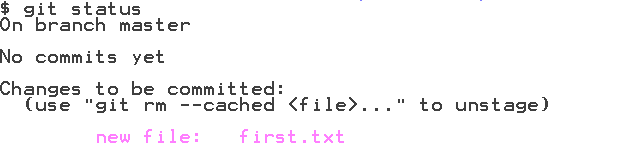 $ git status
On branch master
No commits yet
Changes to be committed:
(use "git rm --cached <file>..." to unstage)
new file: first.txt